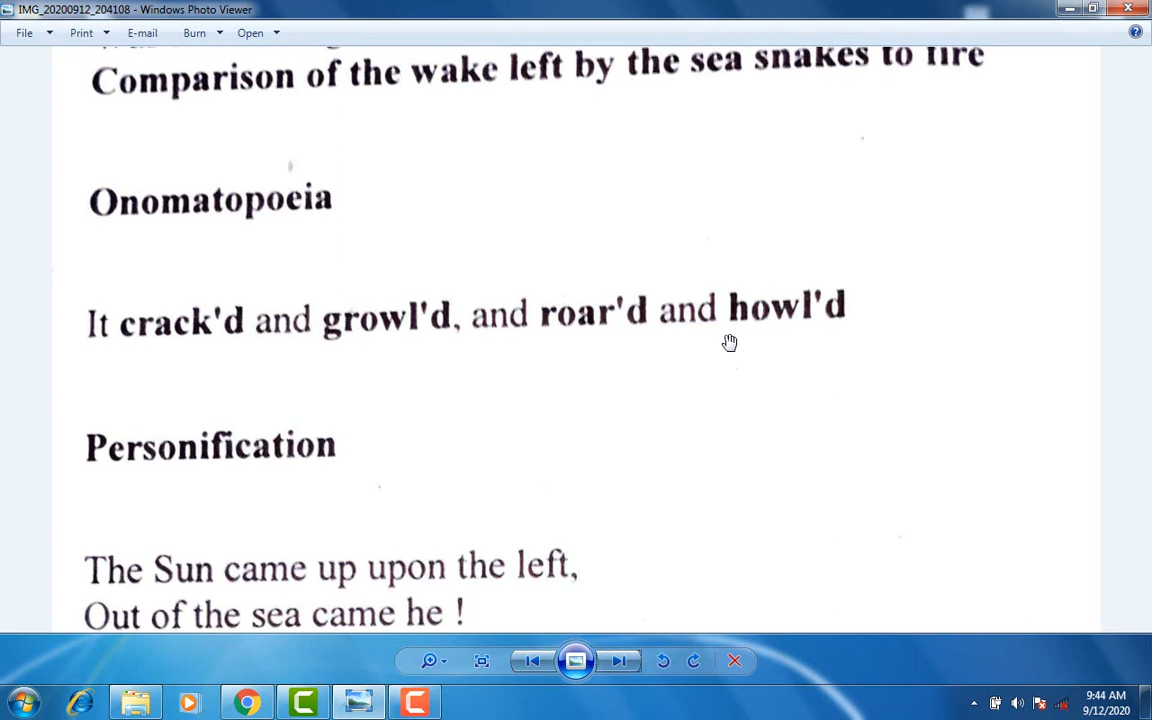 IMG_20200912_204108 - Windows Photo Viewer
File Print E-mail Burn Open
Comparison of the wake left by the sea snakes to fire
Onomatopoeia
It crack'd and growl'd, and roar'd and howl'd
Personification
The Sun came up upon the left,
Out of the sea came he !
9:44 AM
9/12/2020